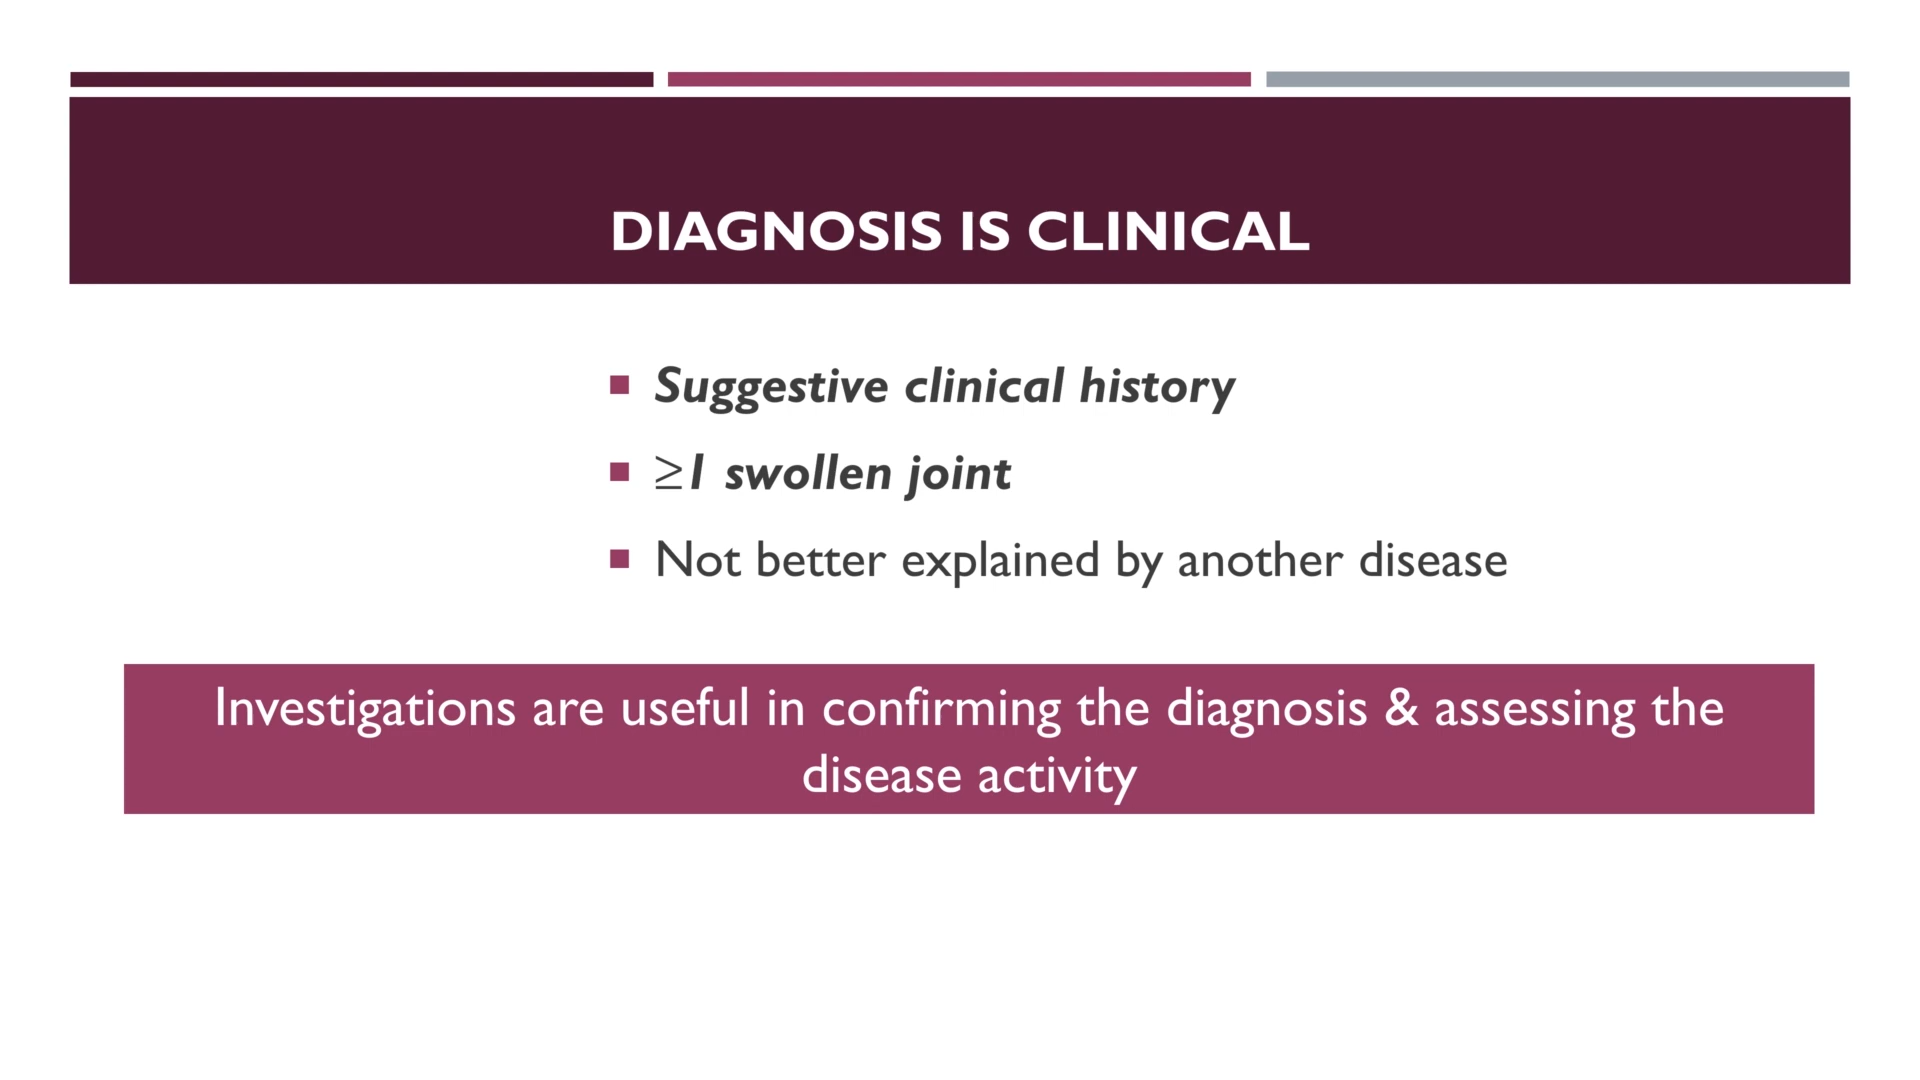 DIAGNOSIS IS CLINICAL
Suggestive clinical history
≥1 swollen joint
Not better explained by another disease
Investigations are useful in confirming the diagnosis & assessing the
disease activity